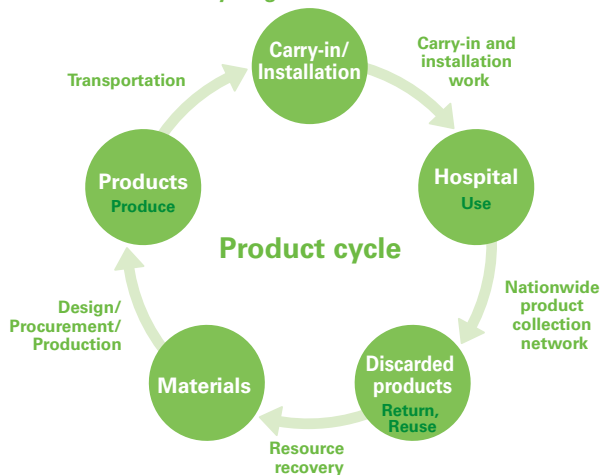 Carry-in/
Installation
Carry-in and
installation
work
Transportation
Products
Produce
Hospital
Use
Product cycle
Nationwide
product
collection
network
Design/
Procurement/
Production
Discarded
products
Return,
Reuse
Materials
Resource
recovery